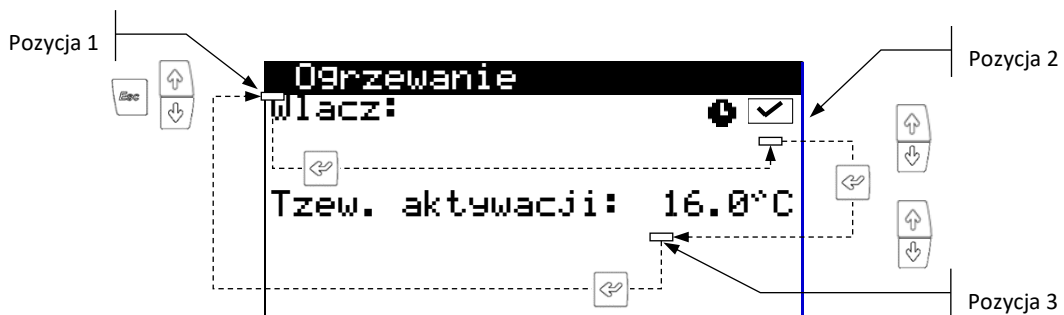 Pozycja 1
Pozycja 2
Esc
Ogrzewanie
Wlacz:
Tzew. aktywacji: 16.0°C
Pozycja 3